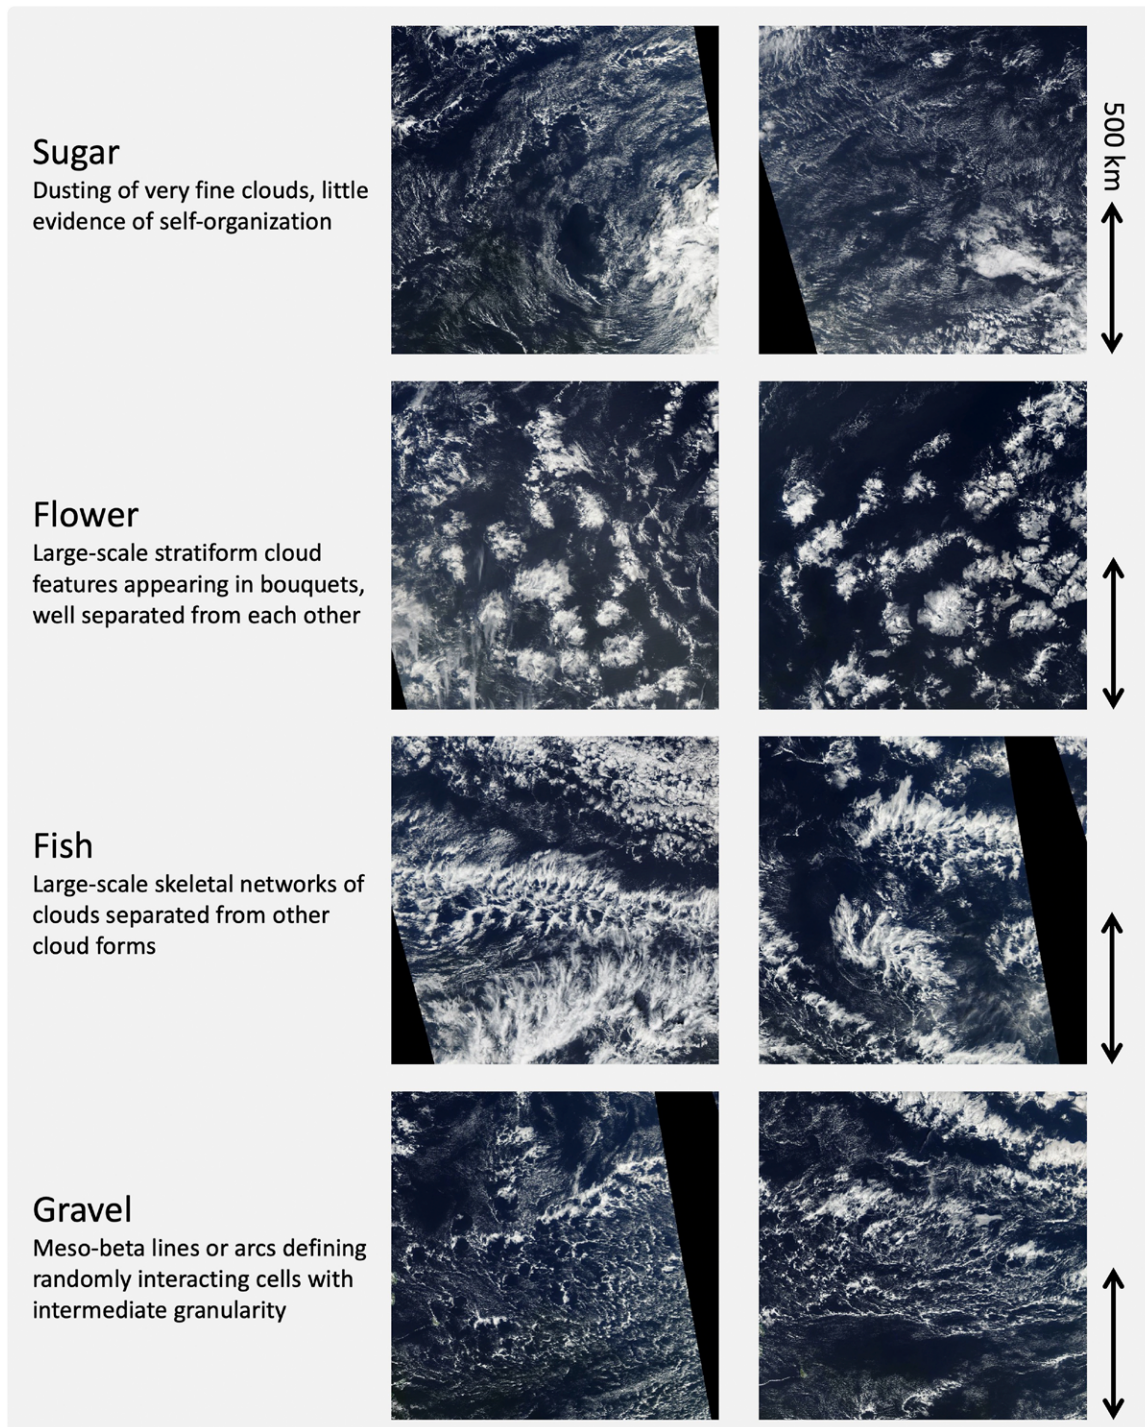 Sugar
Dusting of very fine clouds, little
evidence of self-organization
500 km
Flower
Large-scale stratiform cloud
features appearing in bouquets,
well separated from each other
Fish
Large-scale skeletal networks of
clouds separated from other
cloud forms
Gravel
Meso-beta lines or arcs defining
randomly interacting cells with
intermediate granularity